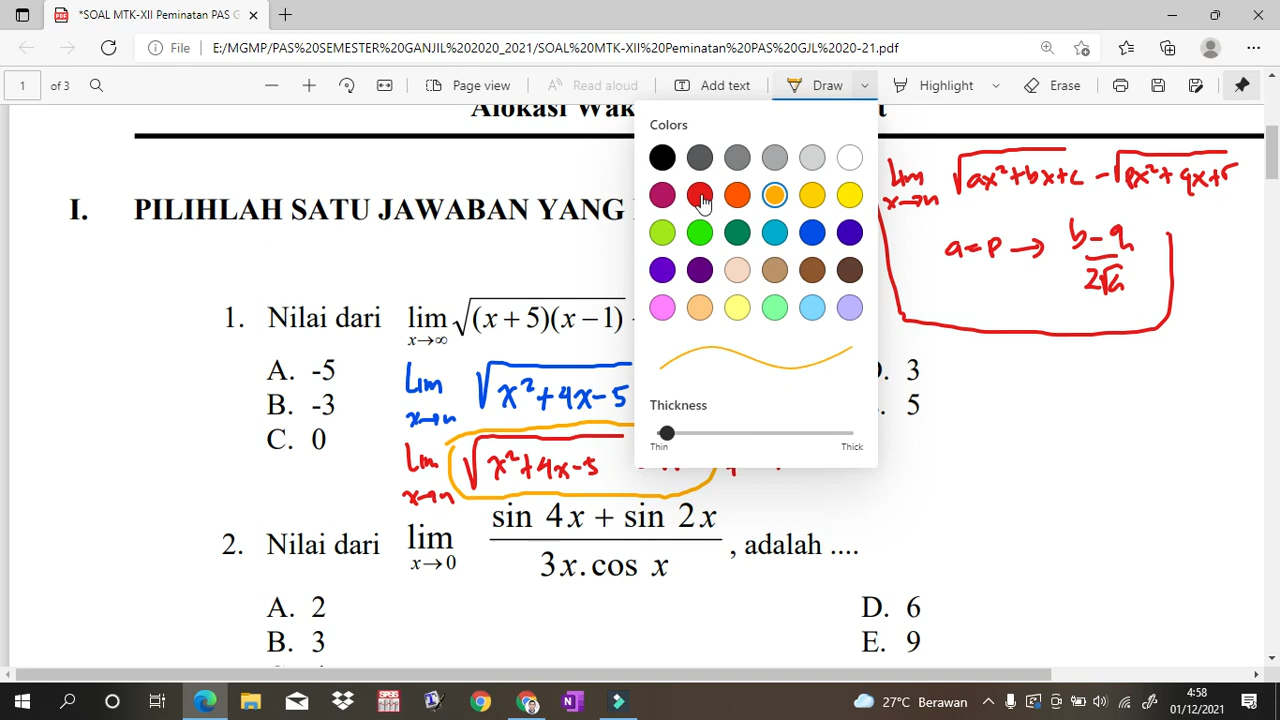 *SOAL MTK-XII Peminatan PAS G
File E:/MGMP/PAS%20SEMESTER%20GANJIL%202020_2021/SOAL%20MTK-XII%20Peminatan%20PAS%20GJL%2020-21.pdf
1 of 3 Page view Read aloud Add text Draw Highlight Erase
Alokasi Wak
Colors
lim x→n √ax²+bx+c - √px²+qx+r
I. PILIHLAH SATU JAWABAN YANG
a=p → b-q / 2√a
1. Nilai dari lim x→∞ √(x+5)(x−1)
A. -5
D. 3
B. -3
5
C. 0
Lim x→n √x²+4x-5
Thickness
Thin Thick
Lim x→n √x²+4x-5
2. Nilai dari lim x→0 sin 4x + sin 2x / 3x.cos x , adalah ....
A. 2
D. 6
B. 3
E. 9
27°C Berawan
4:58
01/12/2021